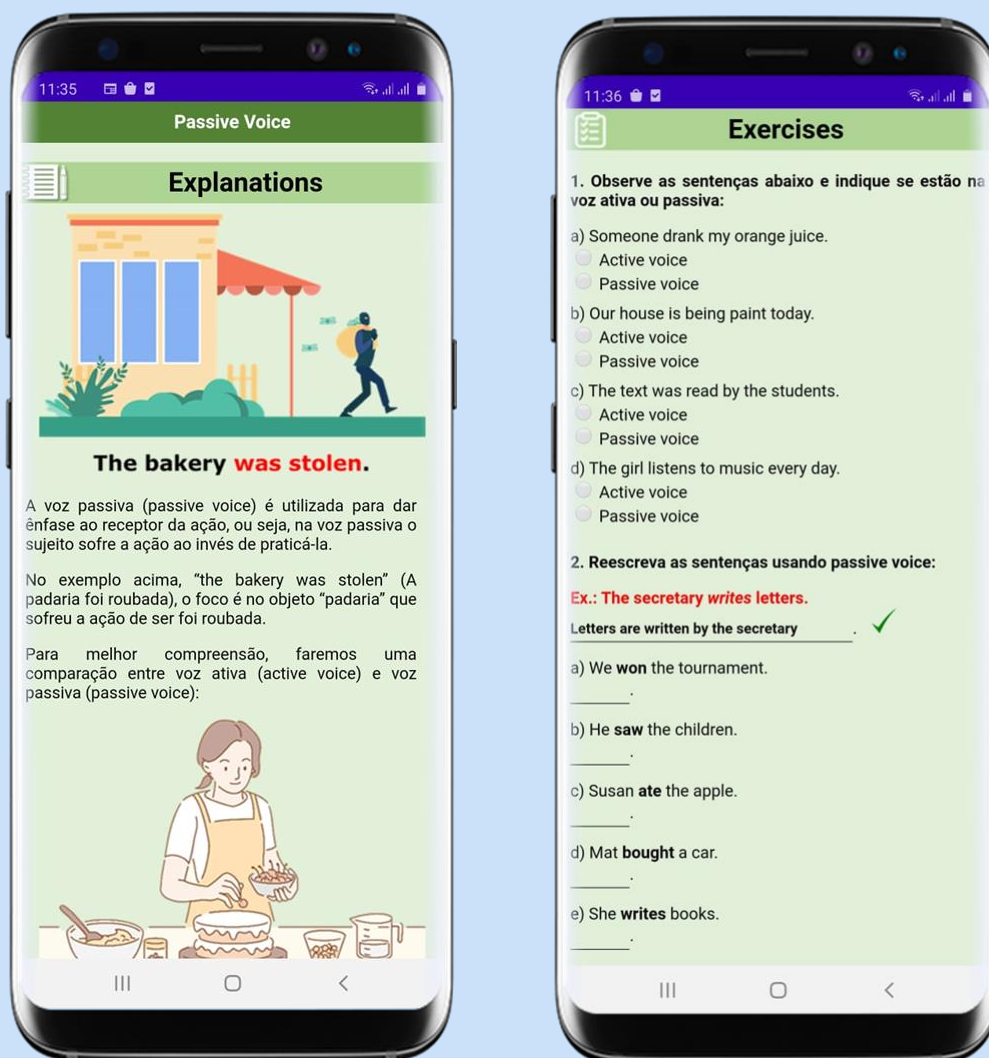 11:35
Passive Voice
Explanations
The bakery was stolen.
A voz passiva (passive voice) é utilizada para dar
ênfase ao receptor da ação, ou seja, na voz passiva o
sujeito sofre a ação ao invés de praticá-la.
No exemplo acima, “the bakery was stolen” (A
padaria foi roubada), o foco é no objeto “padaria” que
sofreu a ação de ser foi roubada.
Para melhor compreensão, faremos uma
comparação entre voz ativa (active voice) e voz
passiva (passive voice):
11:36
Exercises
1. Observe as sentenças abaixo e indique se estão na
voz ativa ou passiva:
a) Someone drank my orange juice.
Active voice
Passive voice
b) Our house is being paint today.
Active voice
Passive voice
c) The text was read by the students.
Active voice
Passive voice
d) The girl listens to music every day.
Active voice
Passive voice
2. Reescreva as sentenças usando passive voice:
Ex.: The secretary writes letters.
Letters are written by the secretary ______.
a) We won the tournament.
______.
b) He saw the children.
______.
c) Susan ate the apple.
______.
d) Mat bought a car.
______.
e) She writes books.
______.